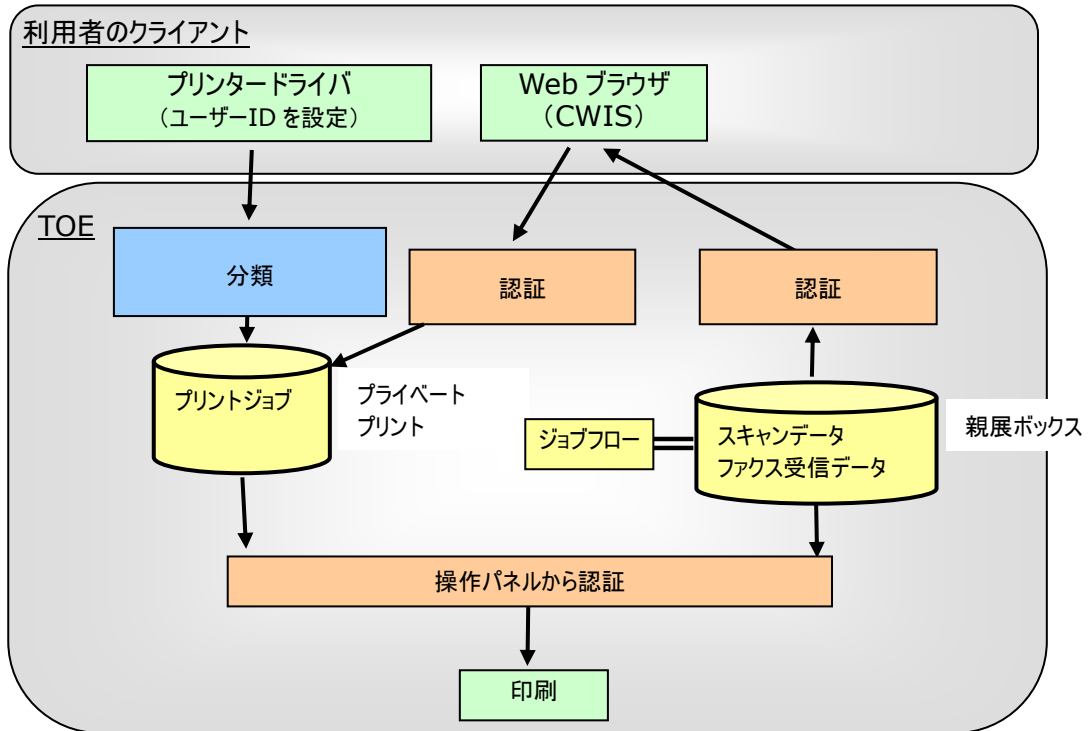 利用者のクライアント
プリンタードライバ
(ユーザーID を設定)
Web ブラウザ
(CWIS)
TOE
分類
認証
認証
プリントジョブ
プライベート
プリント
ジョブフロー
スキャンデータ
ファクス受信データ
親展ボックス
操作パネルから認証
印刷